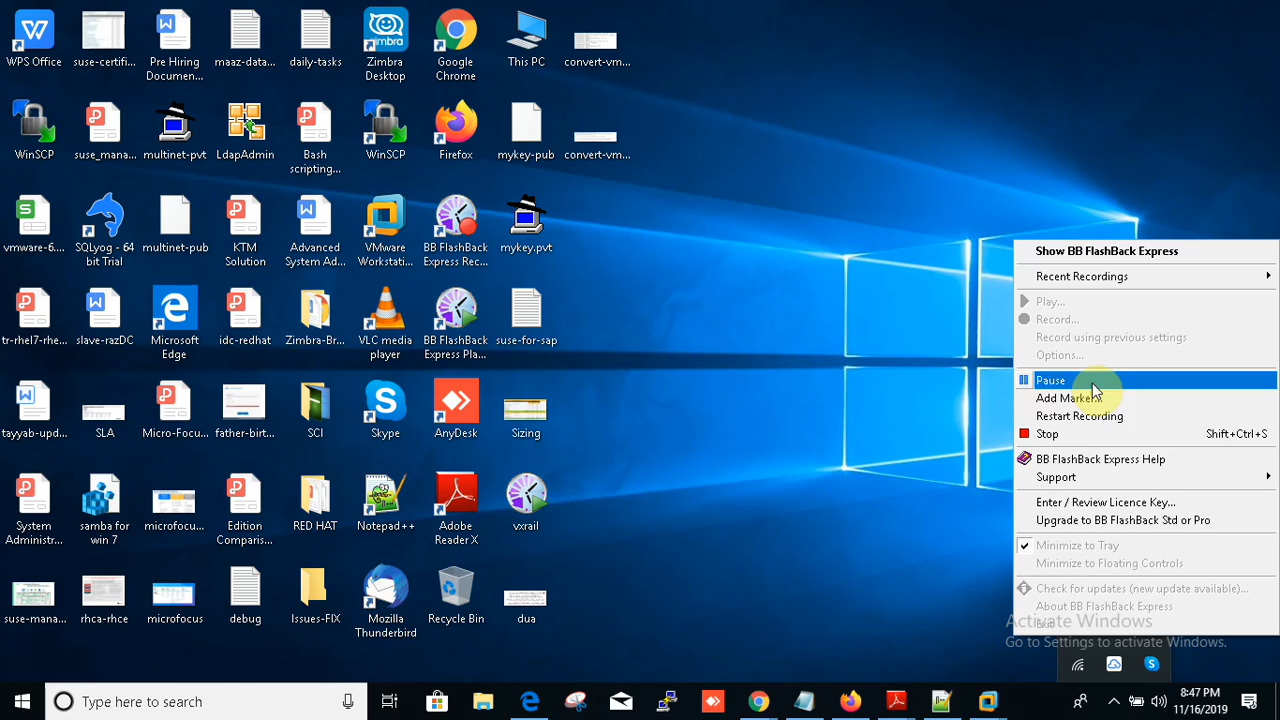 WPS Office
suse-certifi...
Pre Hiring
Documen...
maaz-data...
daily-tasks
Zimbra
Desktop
Google
Chrome
This PC
convert-vm...
WinSCP
suse_mana...
multinet-pvt
LdapAdmin
Bash
scripting...
WinSCP
Firefox
mykey-pub
convert-vm...
vmware-6....
SQLyog - 64
bit Trial
multinet-pub
KTM
Solution
Advanced
System Ad...
VMware
Workstati...
BB FlashBack
Express Rec...
mykey.pvt
tr-rhel7-rhe...
slave-razDC
Microsoft
Edge
idc-redhat
Zimbra-Br...
VLC media
player
BB FlashBack
Express Pla...
suse-for-sap
tayyab-upd...
SLA
Micro-Focu...
father-birt...
SCI
Skype
AnyDesk
Sizing
System
Administr...
samba for
win 7
microfocu...
Edition
Comparis...
RED HAT
Notepad++
Adobe
Reader X
vxrail
suse-mana...
rhca-rhce
microfocus
debug
Issues-FIX
Mozilla
Thunderbird
Recycle Bin
dua
Show BB FlashBack Express
Recent Recordings
Play...
Record...
Record using previous settings
Options...
Pause
Add Marker
Restart Recording
Stop Shift+Ctrl+S
BB FlashBack Express Help
Support
Enter / Review Licence Key...
Upgrade to BB FlashBack Std or Pro
Minimize to Tray
Check for updates (new update available)...
About BB FlashBack Express
Exit
Activate Windows
Go to Settings to activate Windows.
Type here to search
8:47 PM
11/16/2019